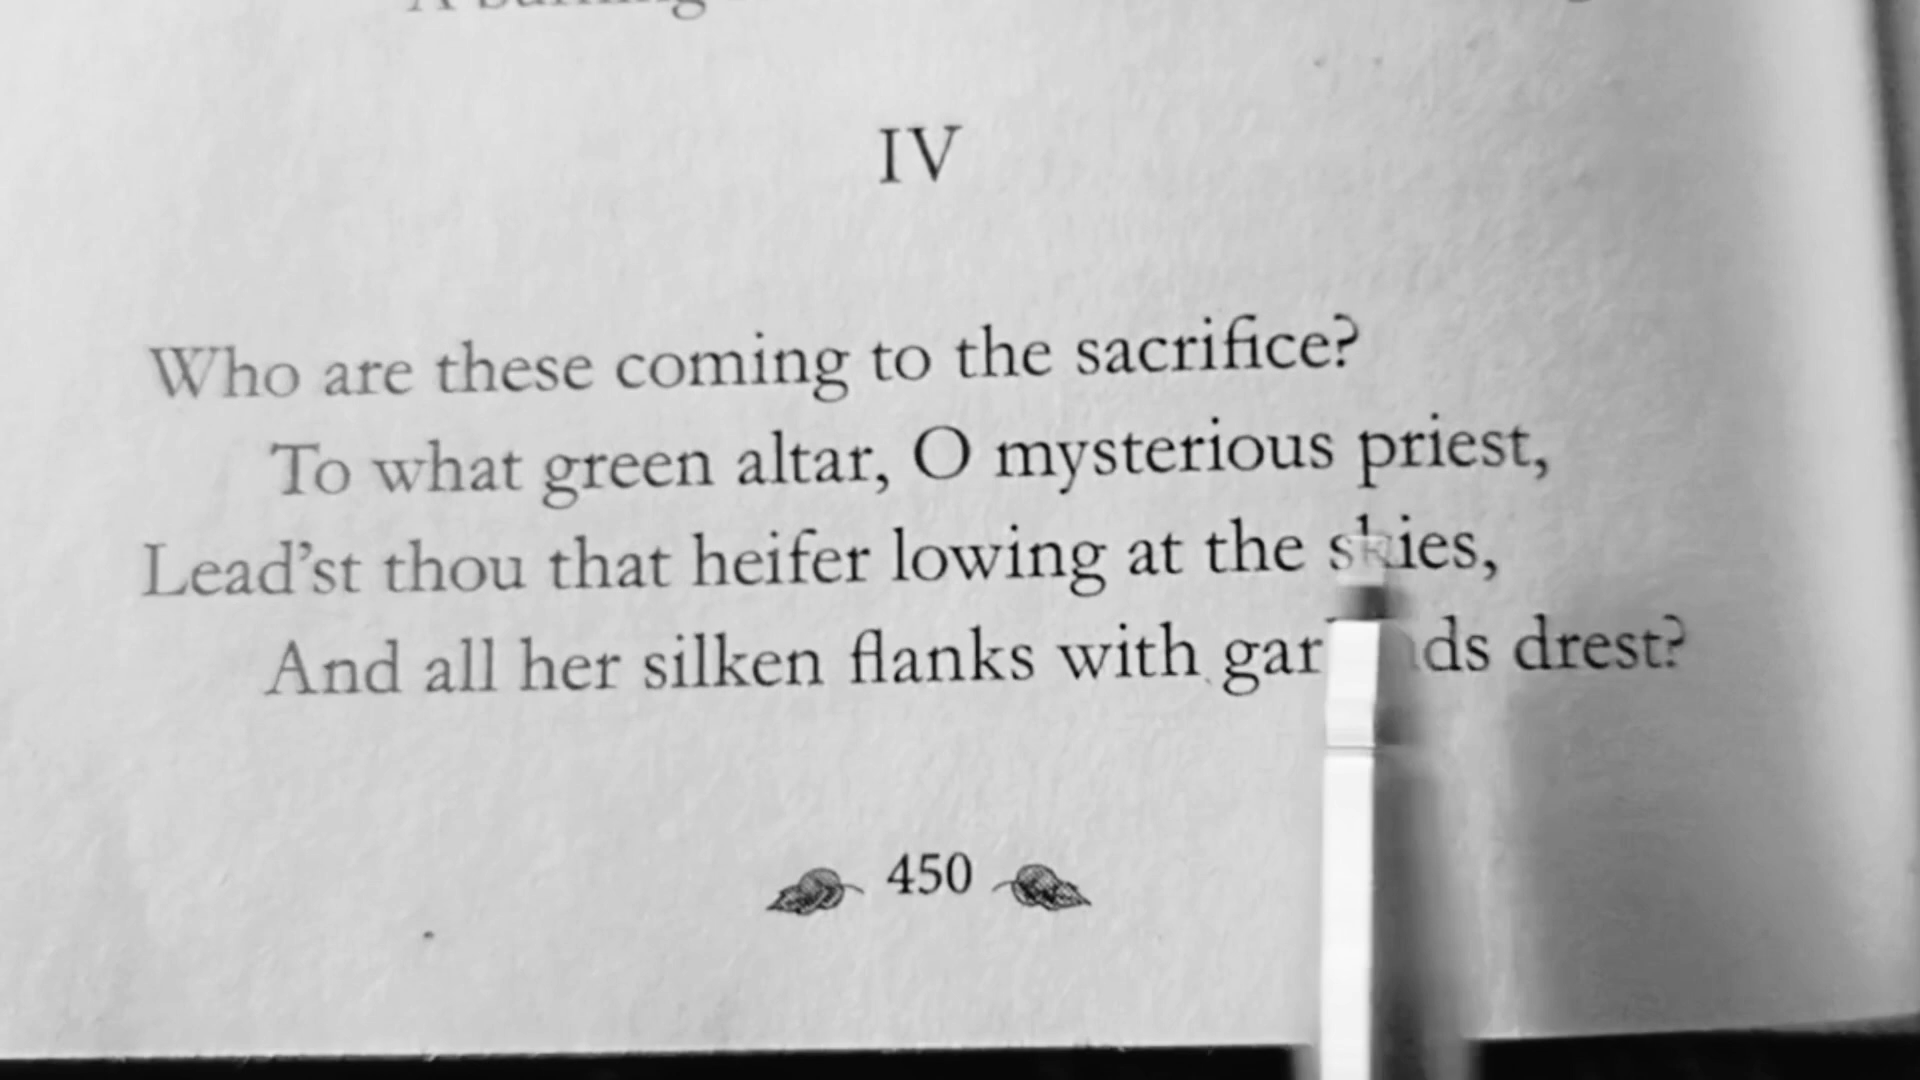 IV
Who are these coming to the sacrifice?
To what green altar, O mysterious priest,
Lead'st thou that heifer lowing at the skies,
And all her silken flanks with garlands drest?
450